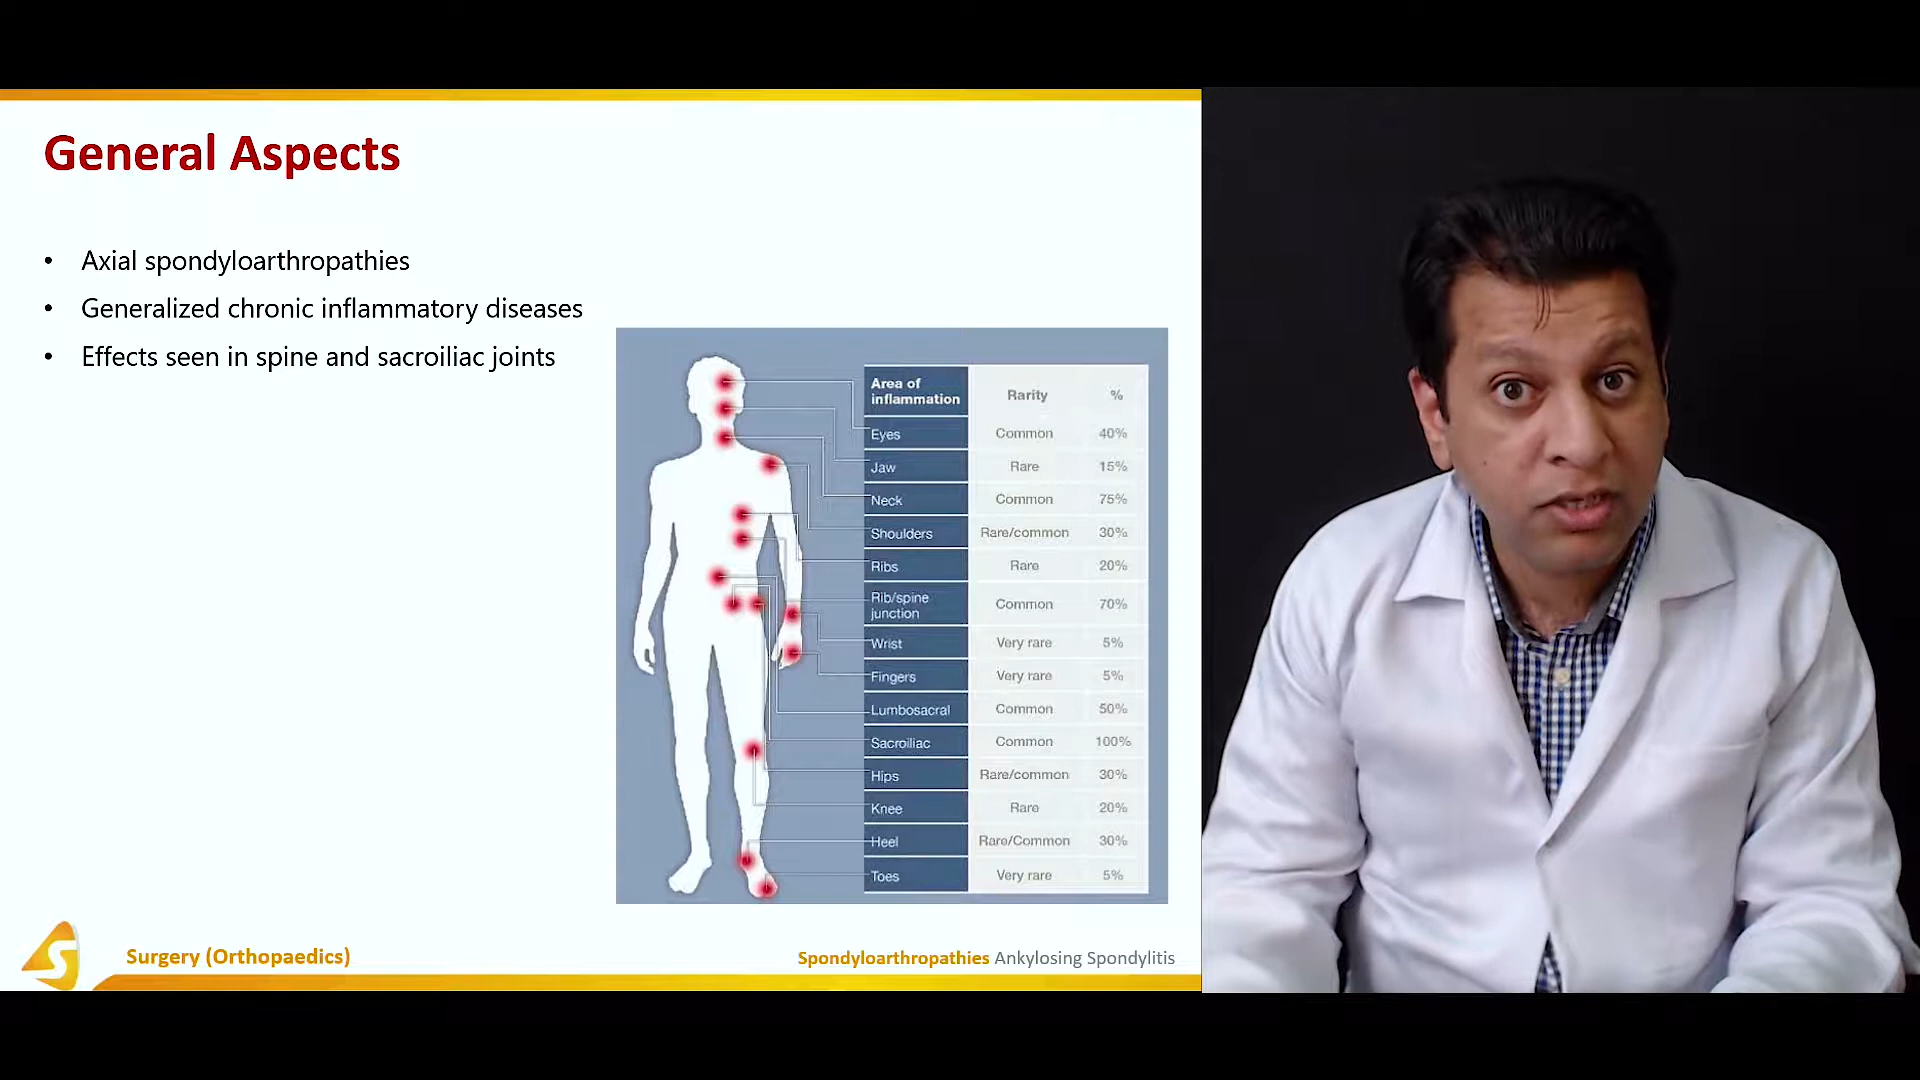 General Aspects
• Axial spondyloarthropathies
• Generalized chronic inflammatory diseases
• Effects seen in spine and sacroiliac joints
Area of
inflammation Rarity %
Eyes Common 40%
Jaw Rare 15%
Neck Common 75%
Shoulders Rare/common 30%
Ribs Rare 20%
Rib/spine
junction Common 70%
Wrist Very rare 5%
Fingers Very rare 5%
Lumbosacral Common 50%
Sacroiliac Common 100%
Hips Rare/common 30%
Knee Rare 20%
Heel Rare/Common 30%
Toes Very rare 5%
S
Surgery (Orthopaedics)
Spondyloarthropathies Ankylosing Spondylitis